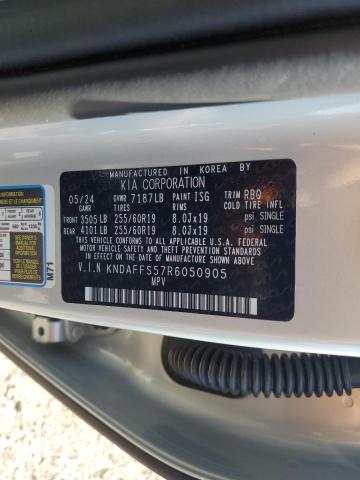 MANUFACTURED IN KOREA BY
KIA CORPORATION
05/24 GVWR 7187LB PAINT ISG TRIM RBQ
GAWR TIRES RIMS COLD TIRE INFL
FRONT 3505LB 255/60R19 8.0Jx19 psi SINGLE
REAR 4101LB 255/60R19 8.0Jx19 psi SINGLE
THIS VEHICLE CONFORMS TO ALL APPLICABLE
U.S. FEDERAL MOTOR VEHICLE SAFETY STANDARDS
IN EFFECT ON THE DATE OF MANUFACTURE
SHOWN ABOVE.
V.I.N KNDAFFS57R6050905
MPV
M71